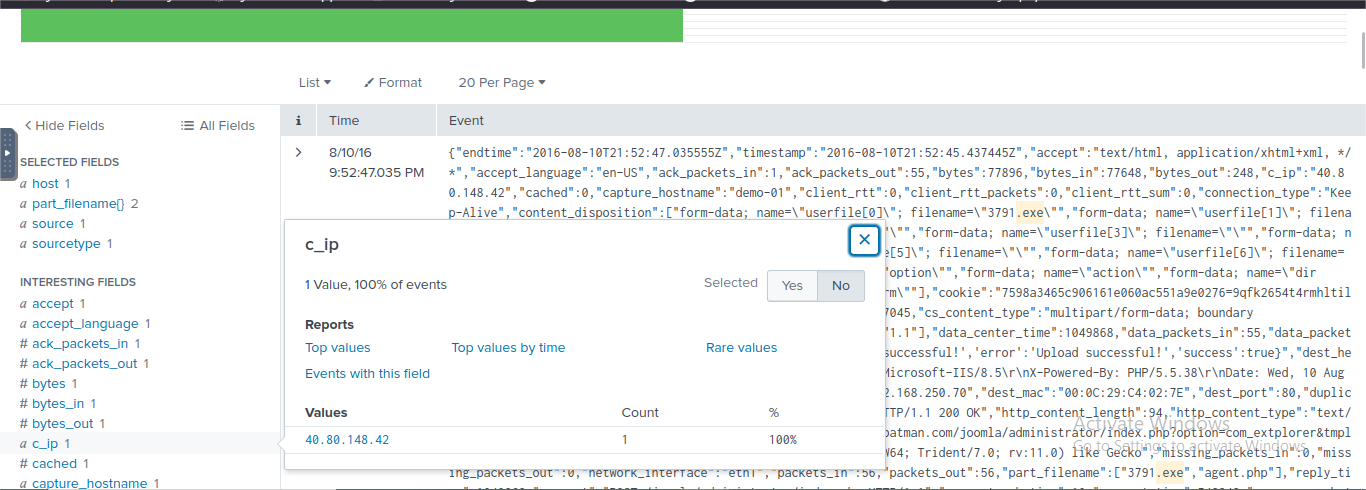 List
Format
20 Per Page
Hide Fields
All Fields
i
Time
Event
SELECTED FIELDS
a host 1
a part_filename{} 2
a source 1
a sourcetype 1
INTERESTING FIELDS
a accept 1
a accept_language 1
# ack_packets_in 1
# ack_packets_out 1
# bytes 1
# bytes_in 1
# bytes_out 1
a c_ip 1
# cached 1
a capture_hostname 1
8/10/16
9:52:47.035 PM
{"endtime":"2016-08-10T21:52:47.035555Z","timestamp":"2016-08-10T21:52:45.437445Z","accept":"text/html, application/xhtml+xml, */
*","accept_language":"en-US","ack_packets_in":1,"ack_packets_out":55,"bytes":77896,"bytes_in":77648,"bytes_out":248,"c_ip":"40.8
0.148.42","cached":0,"capture_hostname":"demo-01","client_rtt":0,"client_rtt_packets":0,"client_rtt_sum":0,"connection_type":"Kee
p-Alive","content_disposition":["form-data; name=\"userfile[0]\"; filename=\"3791.exe\"","form-data; name=\"userfile[1]\"; filena
\"","form-data; name=\"userfile[3]\"; filename=\"\"","form-data; n
e[5]\"; filename=\"\"","form-data; name=\"userfile[6]\"; filename=
"option\"","form-data; name=\"action\"","form-data; name=\"dir
rm\""],"cookie":"7598a3465c906161e060ac551a9e0276=9qfk2654t4rmhltil
7045,"cs_content_type":"multipart/form-data; boundary
"1.1"],"data_center_time":1049868,"data_packets_in":55,"data_packet
successful!','error':'Upload successful!','success':true}","dest_he
Microsoft-IIS/8.5\r\nX-Powered-By: PHP/5.5.38\r\nDate: Wed, 10 Aug
2.168.250.70","dest_mac":"00:0C:29:C4:02:7E","dest_port":80,"duplic
TP/1.1 200 OK","http_content_length":94,"http_content_type":"text/
patman.com/joomla/administrator/index.php?option=com_extplorer&tmpl
W64; Trident/7.0; rv:11.0) like Gecko","missing_packets_in":0,"miss
ing_packets_out":0,"network_interface":"eth1","packets_in":56,"packets_out":56,"part_filename":["3791.exe","agent.php"],"reply_ti
c_ip
1 Value, 100% of events
Selected
Yes
No
Reports
Top values
Top values by time
Rare values
Events with this field
Values
Count
%
40.80.148.42
1
100%
Activate Windows
Go to Settings to activate Windows.